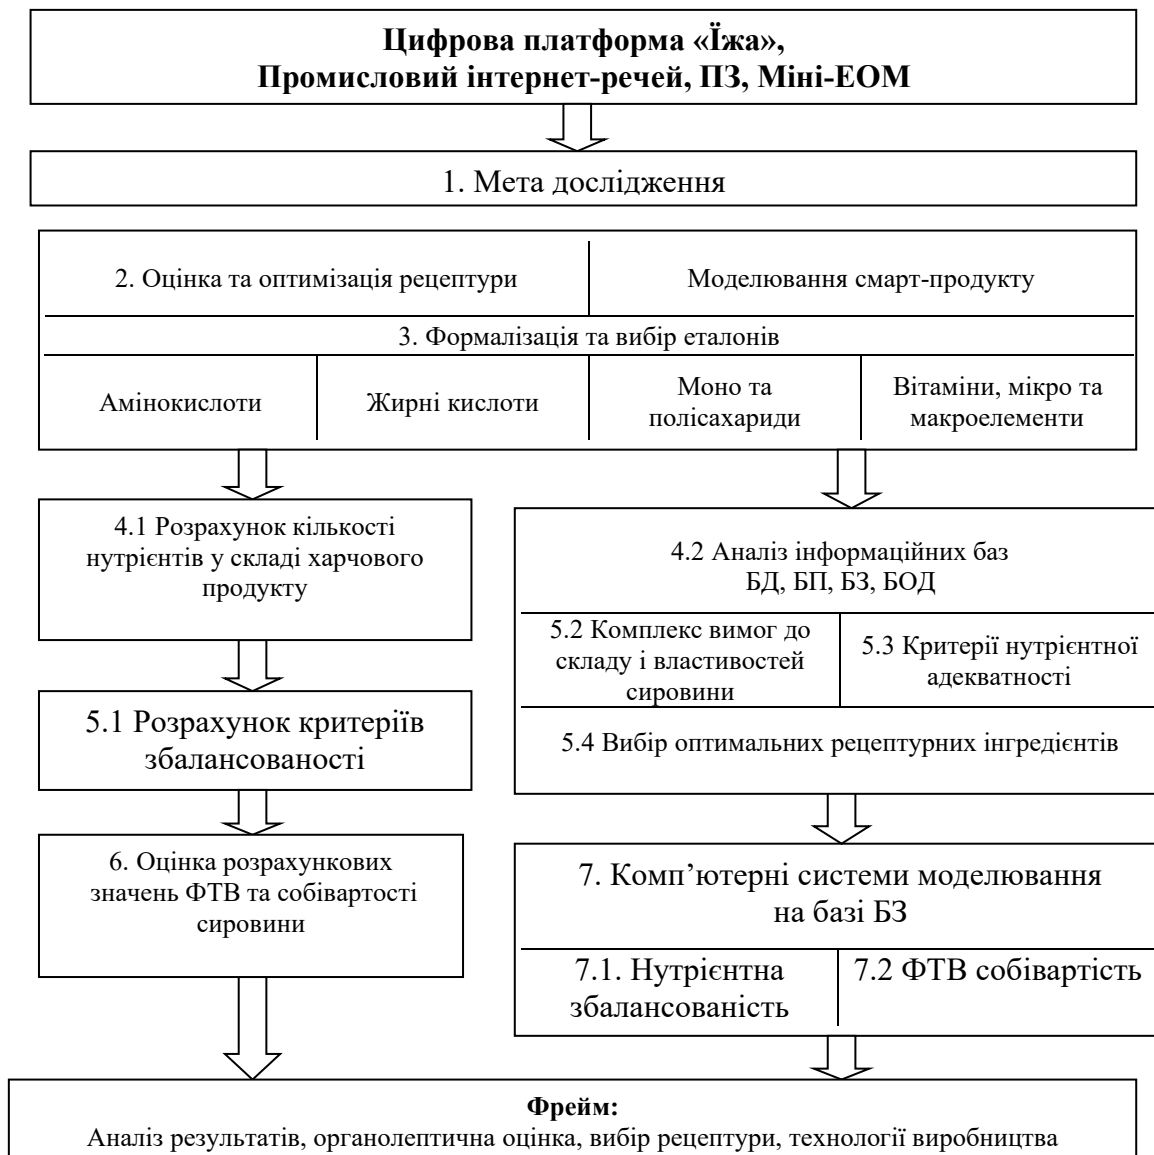 Цифрова платформа «Їжа»,
Промисловий інтернет-речей, ПЗ, Міні-ЕОМ
1. Мета дослідження
2. Оцінка та оптимізація рецептури
Моделювання смарт-продукту
3. Формалізація та вибір еталонів
Амінокислоти
Жирні кислоти
Моно та
полісахариди
Вітаміни, мікро та
макроелементи
4.1 Розрахунок кількості
нутрієнтів у складі харчового
продукту
5.1 Розрахунок критеріїв
збалансованості
6. Оцінка розрахункових
значень ФТВ та собівартості
сировини
4.2 Аналіз інформаційних баз
БД, БП, БЗ, БОД
5.2 Комплекс вимог до
складу і властивостей
сировини
5.3 Критерії нутрієнтної
адекватності
5.4 Вибір оптимальних рецептурних інгредієнтів
7. Комп’ютерні системи моделювання
на базі БЗ
7.1. Нутрієнтна
збалансованість
7.2 ФТВ собівартість
Фрейм:
Аналіз результатів, органолептична оцінка, вибір рецептури, технології виробництва